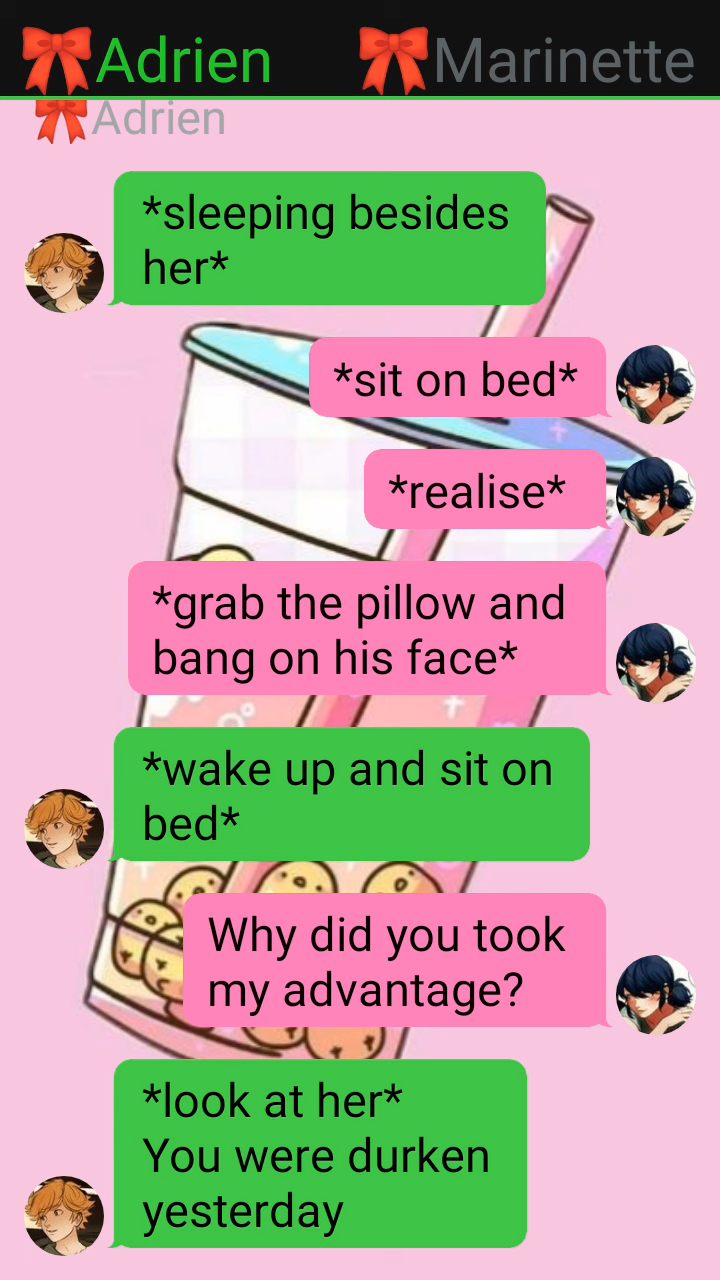 🎀Adrien 🎀Marinette
🎀Adrien
*sleeping besides
her*
*sit on bed*
*realise*
*grab the pillow and
bang on his face*
*wake up and sit on
bed*
Why did you took
my advantage?
*look at her*
You were durken
yesterday